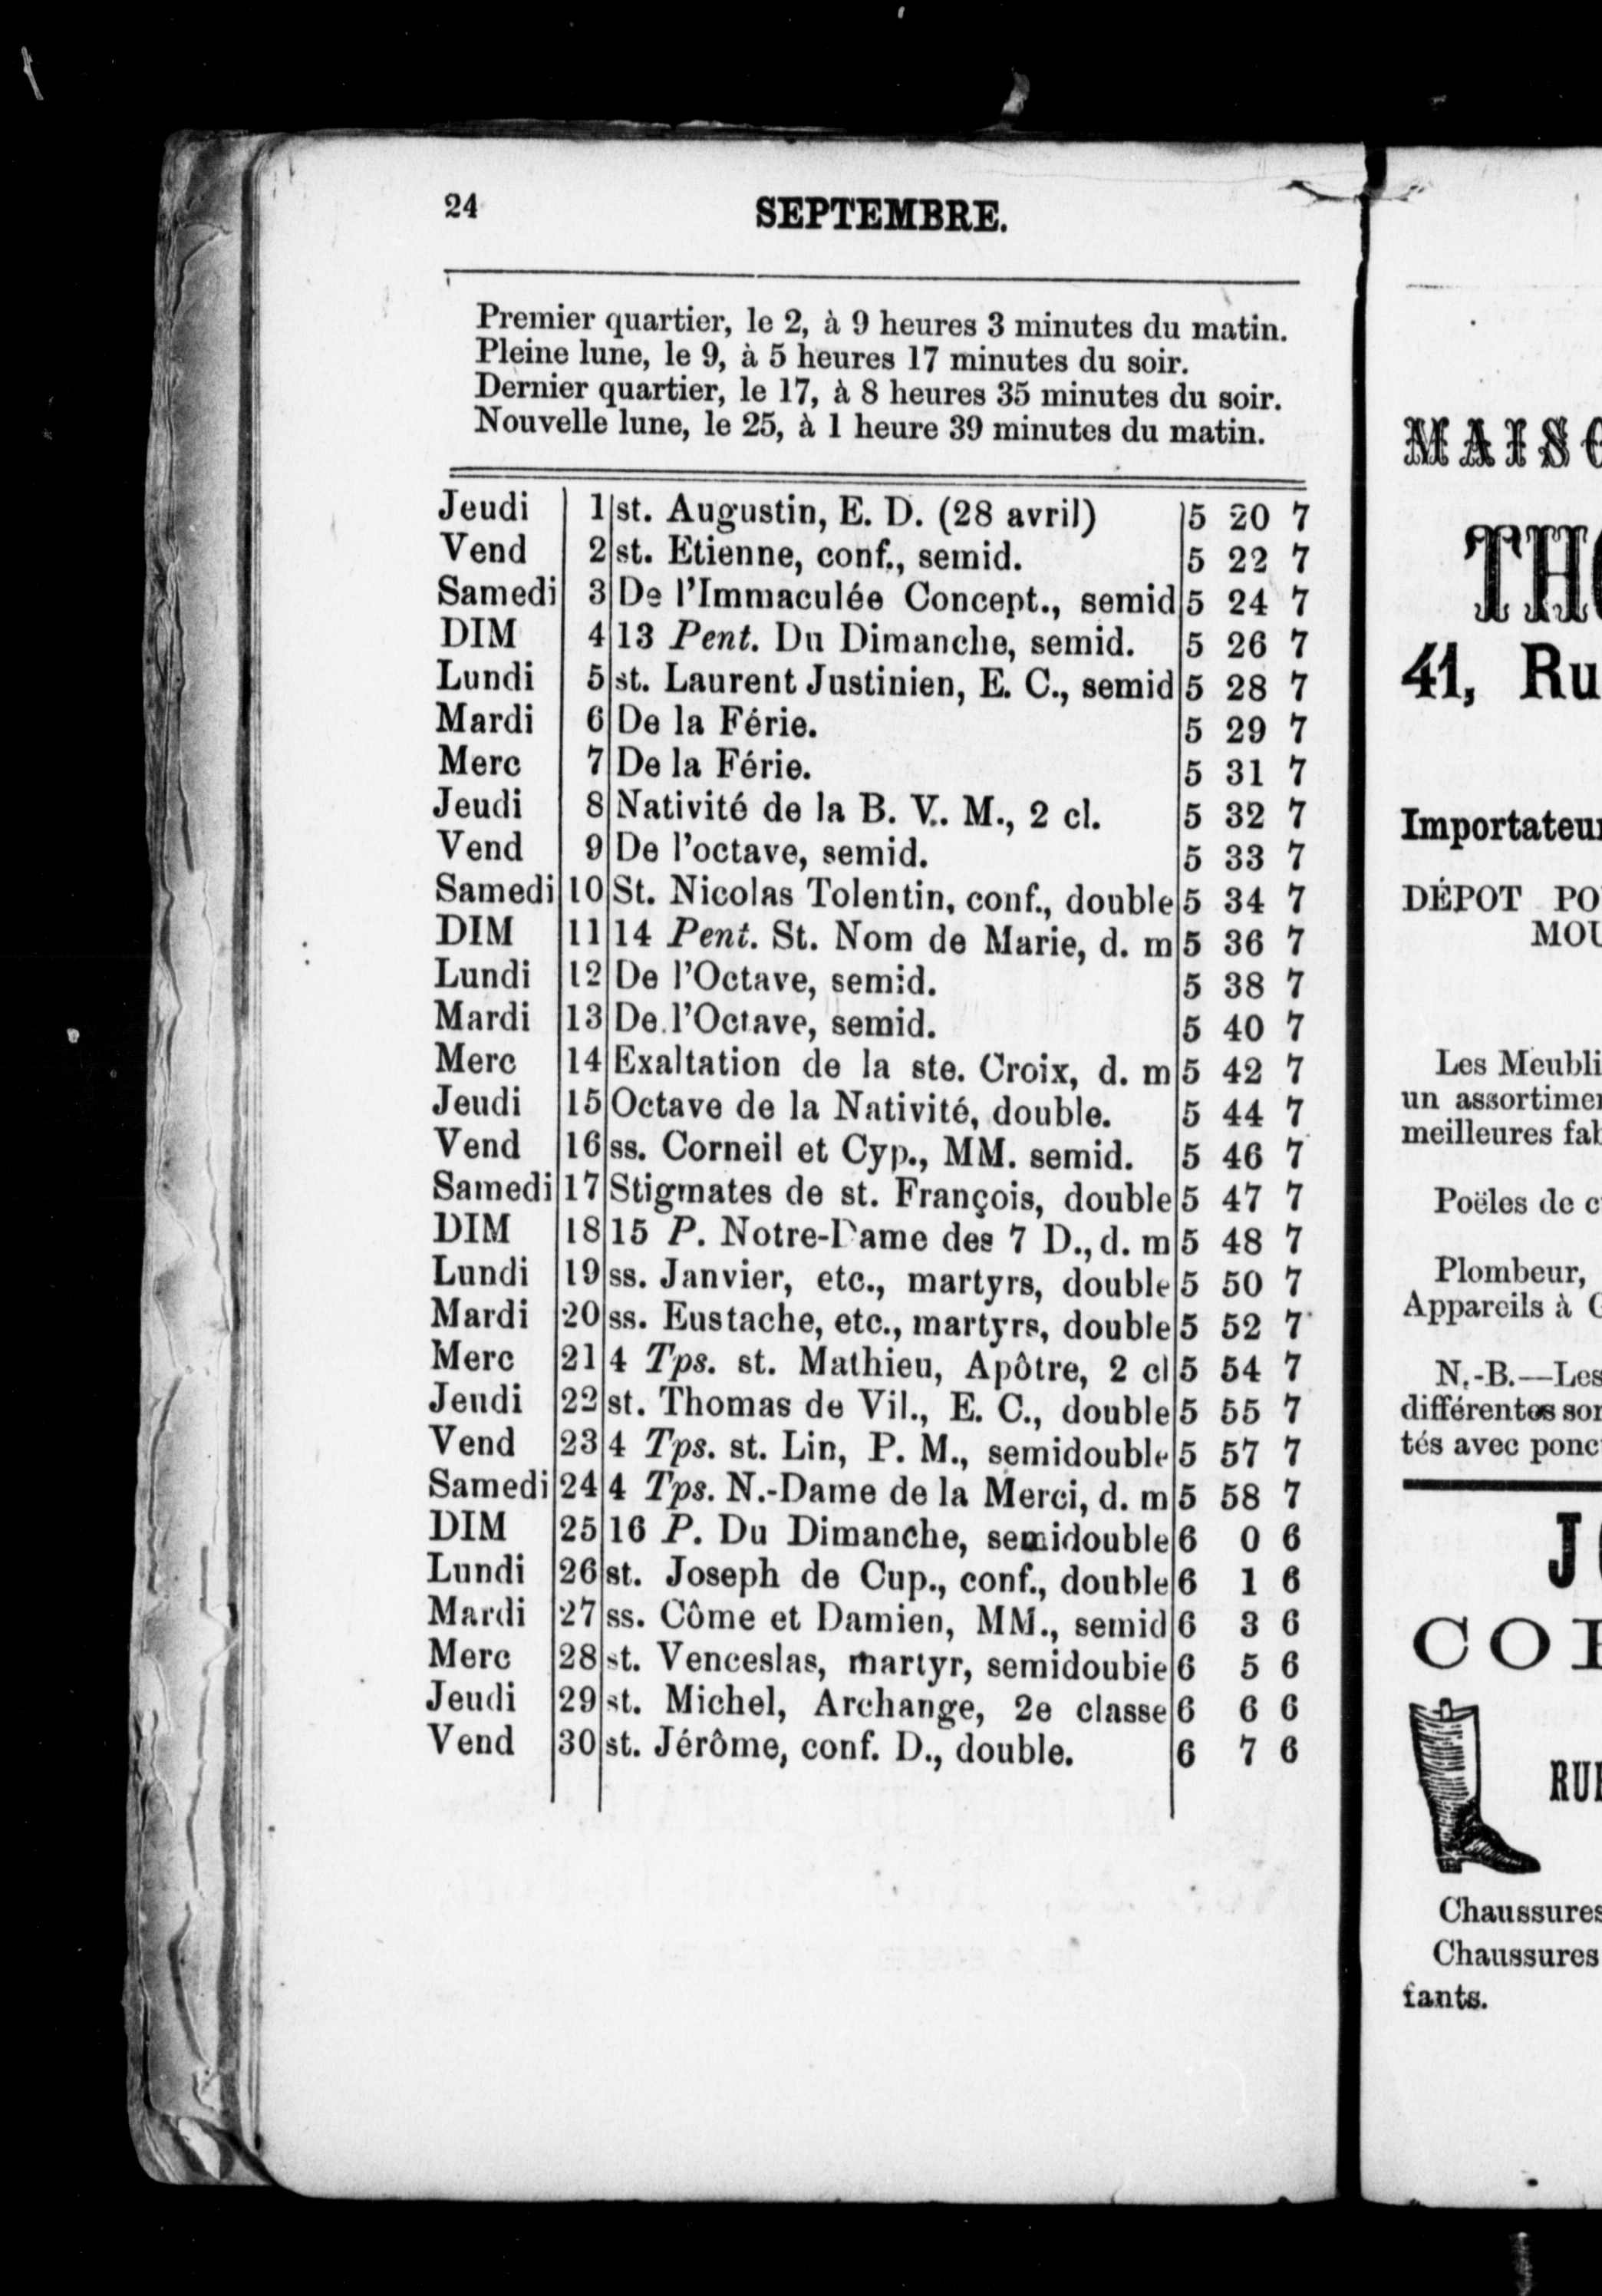 24
SEPTEMBRE.
Premier quartier, le 2, à 9 heures 3 minutes du matin.
Pleine lune, le 9, à 5 heures 17 minutes du soir.
Dernier quartier, le 17, à 8 heures 35 minutes du soir.
Nouvelle lune, le 25, à 1 heure 39 minutes du matin.
Jeudi 1 st. Augustin, E. D. (28 avril) 5 20 7
Vend 2 st. Etienne, conf., semid. 5 22 7
Samedi 3 De l'Immaculée Concept., semid 5 24 7
DIM 4 13 Pent. Du Dimanche, semid. 5 26 7
Lundi 5 st. Laurent Justinien, E. C., semid 5 28 7
Mardi 6 De la Férie. 5 29 7
Merc 7 De la Férie. 5 31 7
Jeudi 8 Nativité de la B. V.. M., 2 cl. 5 32 7
Vend 9 De l'octave, semid. 5 33 7
Samedi 10 St. Nicolas Tolentin, conf., double 5 34 7
DIM 11 14 Pent. St. Nom de Marie, d. m 5 36 7
Lundi 12 De l'Octave, semid. 5 38 7
Mardi 13 De l'Octave, semid. 5 40 7
Merc 14 Exaltation de la ste. Croix, d. m 5 42 7
Jeudi 15 Octave de la Nativité, double. 5 44 7
Vend 16 ss. Corneil et Cyp., MM. semid. 5 46 7
Samedi 17 Stigmates de st. François, double 5 47 7
DIM 18 15 P. Notre-Dame des 7 D., d. m 5 48 7
Lundi 19 ss. Janvier, etc., martyrs, double 5 50 7
Mardi 20 ss. Eustache, etc., martyrs, double 5 52 7
Merc 21 4 Tps. st. Mathieu, Apôtre, 2 cl 5 54 7
Jeudi 22 st. Thomas de Vil., E. C., double 5 55 7
Vend 23 4 Tps. st. Lin, P. M., semidouble 5 57 7
Samedi 24 4 Tps. N.-Dame de la Merci, d. m 5 58 7
DIM 25 16 P. Du Dimanche, semidouble 6 0 6
Lundi 26 st. Joseph de Cup., conf., double 6 1 6
Mardi 27 ss. Côme et Damien, MM., semid 6 3 6
Merc 28 st. Venceslas, martyr, semidouble 6 5 6
Jeudi 29 st. Michel, Archange, 2e classe 6 6 6
Vend 30 st. Jérôme, conf. D., double. 6 7 6
MAISO
THO
41, Ru
Importateur
DÉPOT PO
MOU
Les Meubli
un assortimen
meilleures fab
Poëles de c
Plombeur,
Appareils à G
N.-B.—Les
différentes sor
tés avec ponc
JO
COR
RUE
Chaussures
Chaussures
fants.